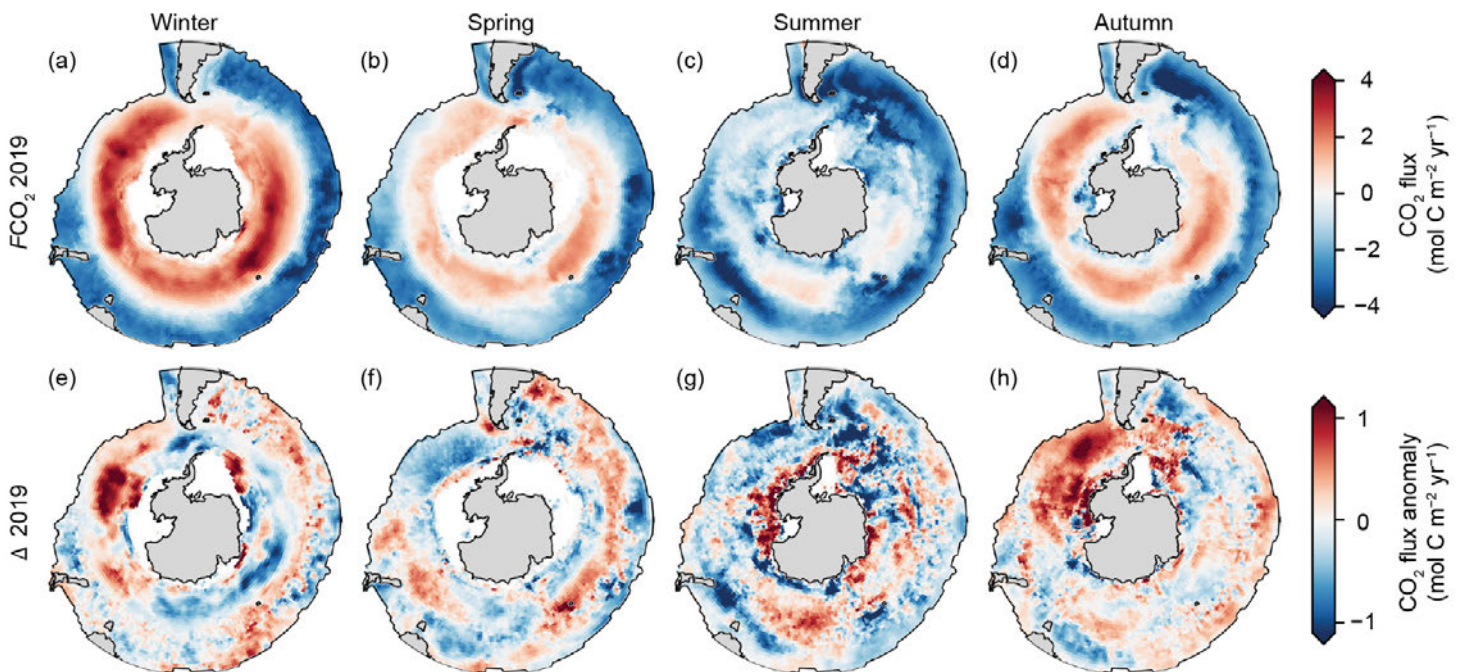 Winter Spring Summer Autumn
(a) (b) (c) (d)
FCO₂ 2019
4
2
0
−2
−4
CO₂ flux
(mol C m⁻² yr⁻¹)
(e) (f) (g) (h)
Δ 2019
1
0
−1
CO₂ flux anomaly
(mol C m⁻² yr⁻¹)